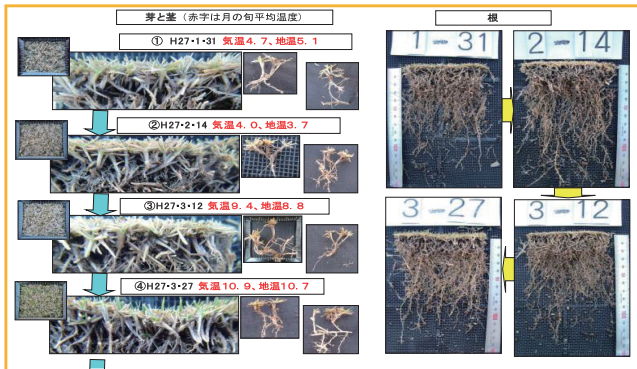 芽と茎（赤字は月の旬平均温度）
① H27・1・31 気温4.7、地温5.1
②H27・2・14 気温4.0、地温3.7
③H27・3・12 気温9.4、地温8.8
④H27・3・27 気温10.9、地温10.7
根
1-31
2-14
3-27
3-12